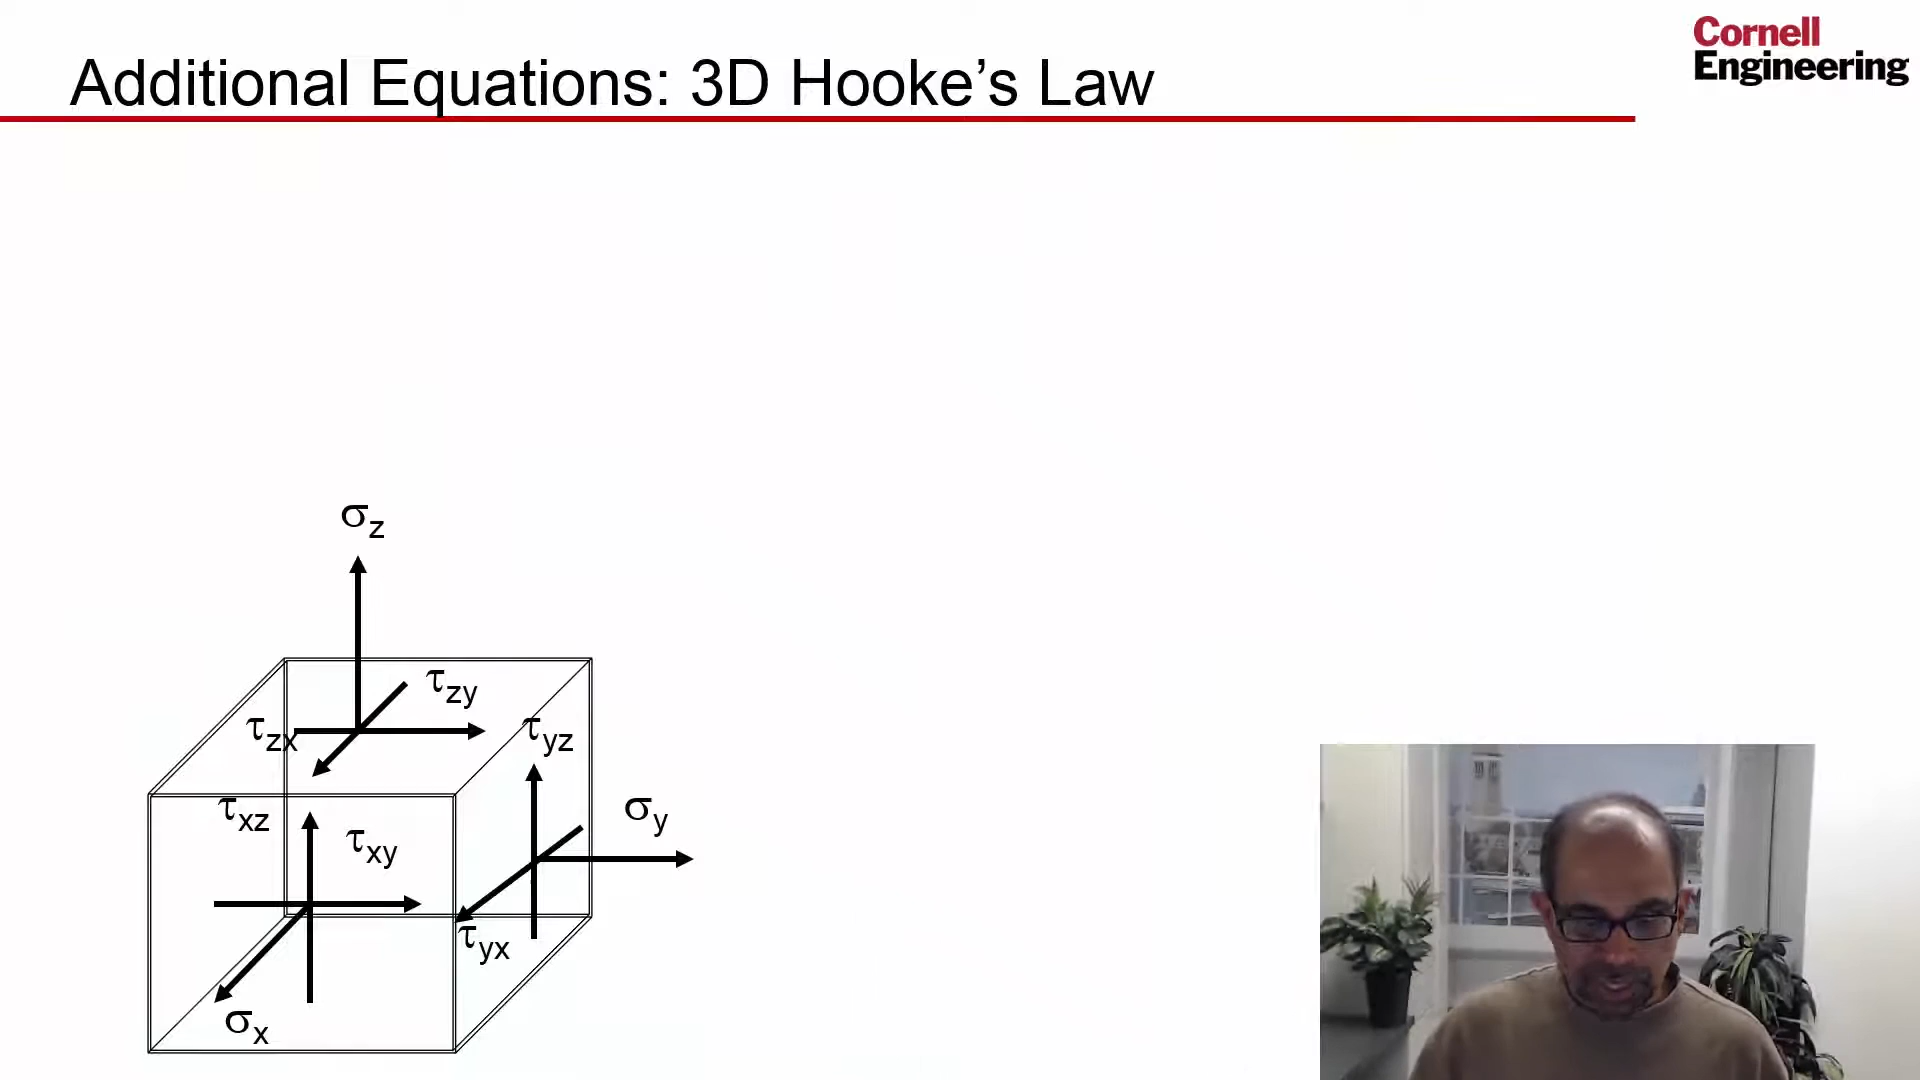 Additional Equations: 3D Hooke’s Law
Cornell
Engineering
σz
τzy
τzx
τyz
τxz
τxy
σy
τyx
σx